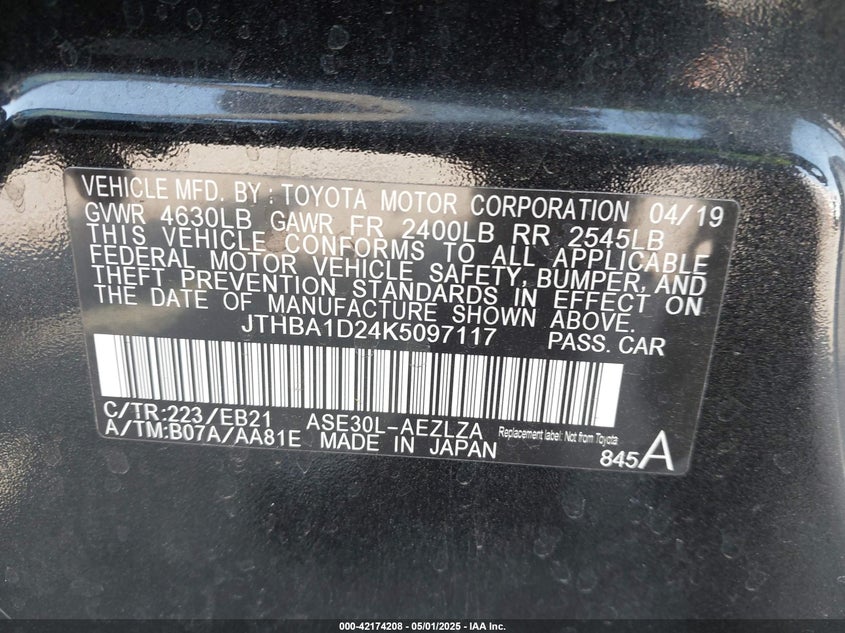 VEHICLE MFD. BY : TOYOTA MOTOR CORPORATION 04/19
GVWR 4630LB GAWR FR 2400LB RR 2545LB
THIS VEHICLE CONFORMS TO ALL APPLICABLE
FEDERAL MOTOR VEHICLE SAFETY, BUMPER, AND
THEFT PREVENTION STANDARDS IN EFFECT ON
THE DATE OF MANUFACTURE SHOWN ABOVE.
JTHBA1D24K5097117 PASS. CAR
C/TR:223/EB21 ASE30L-AEZLZA Replacement label: Not from Toyota
A/TM:B07A/AA81E MADE IN JAPAN 845A
000-42174208 - 05/01/2025 - IAA Inc.